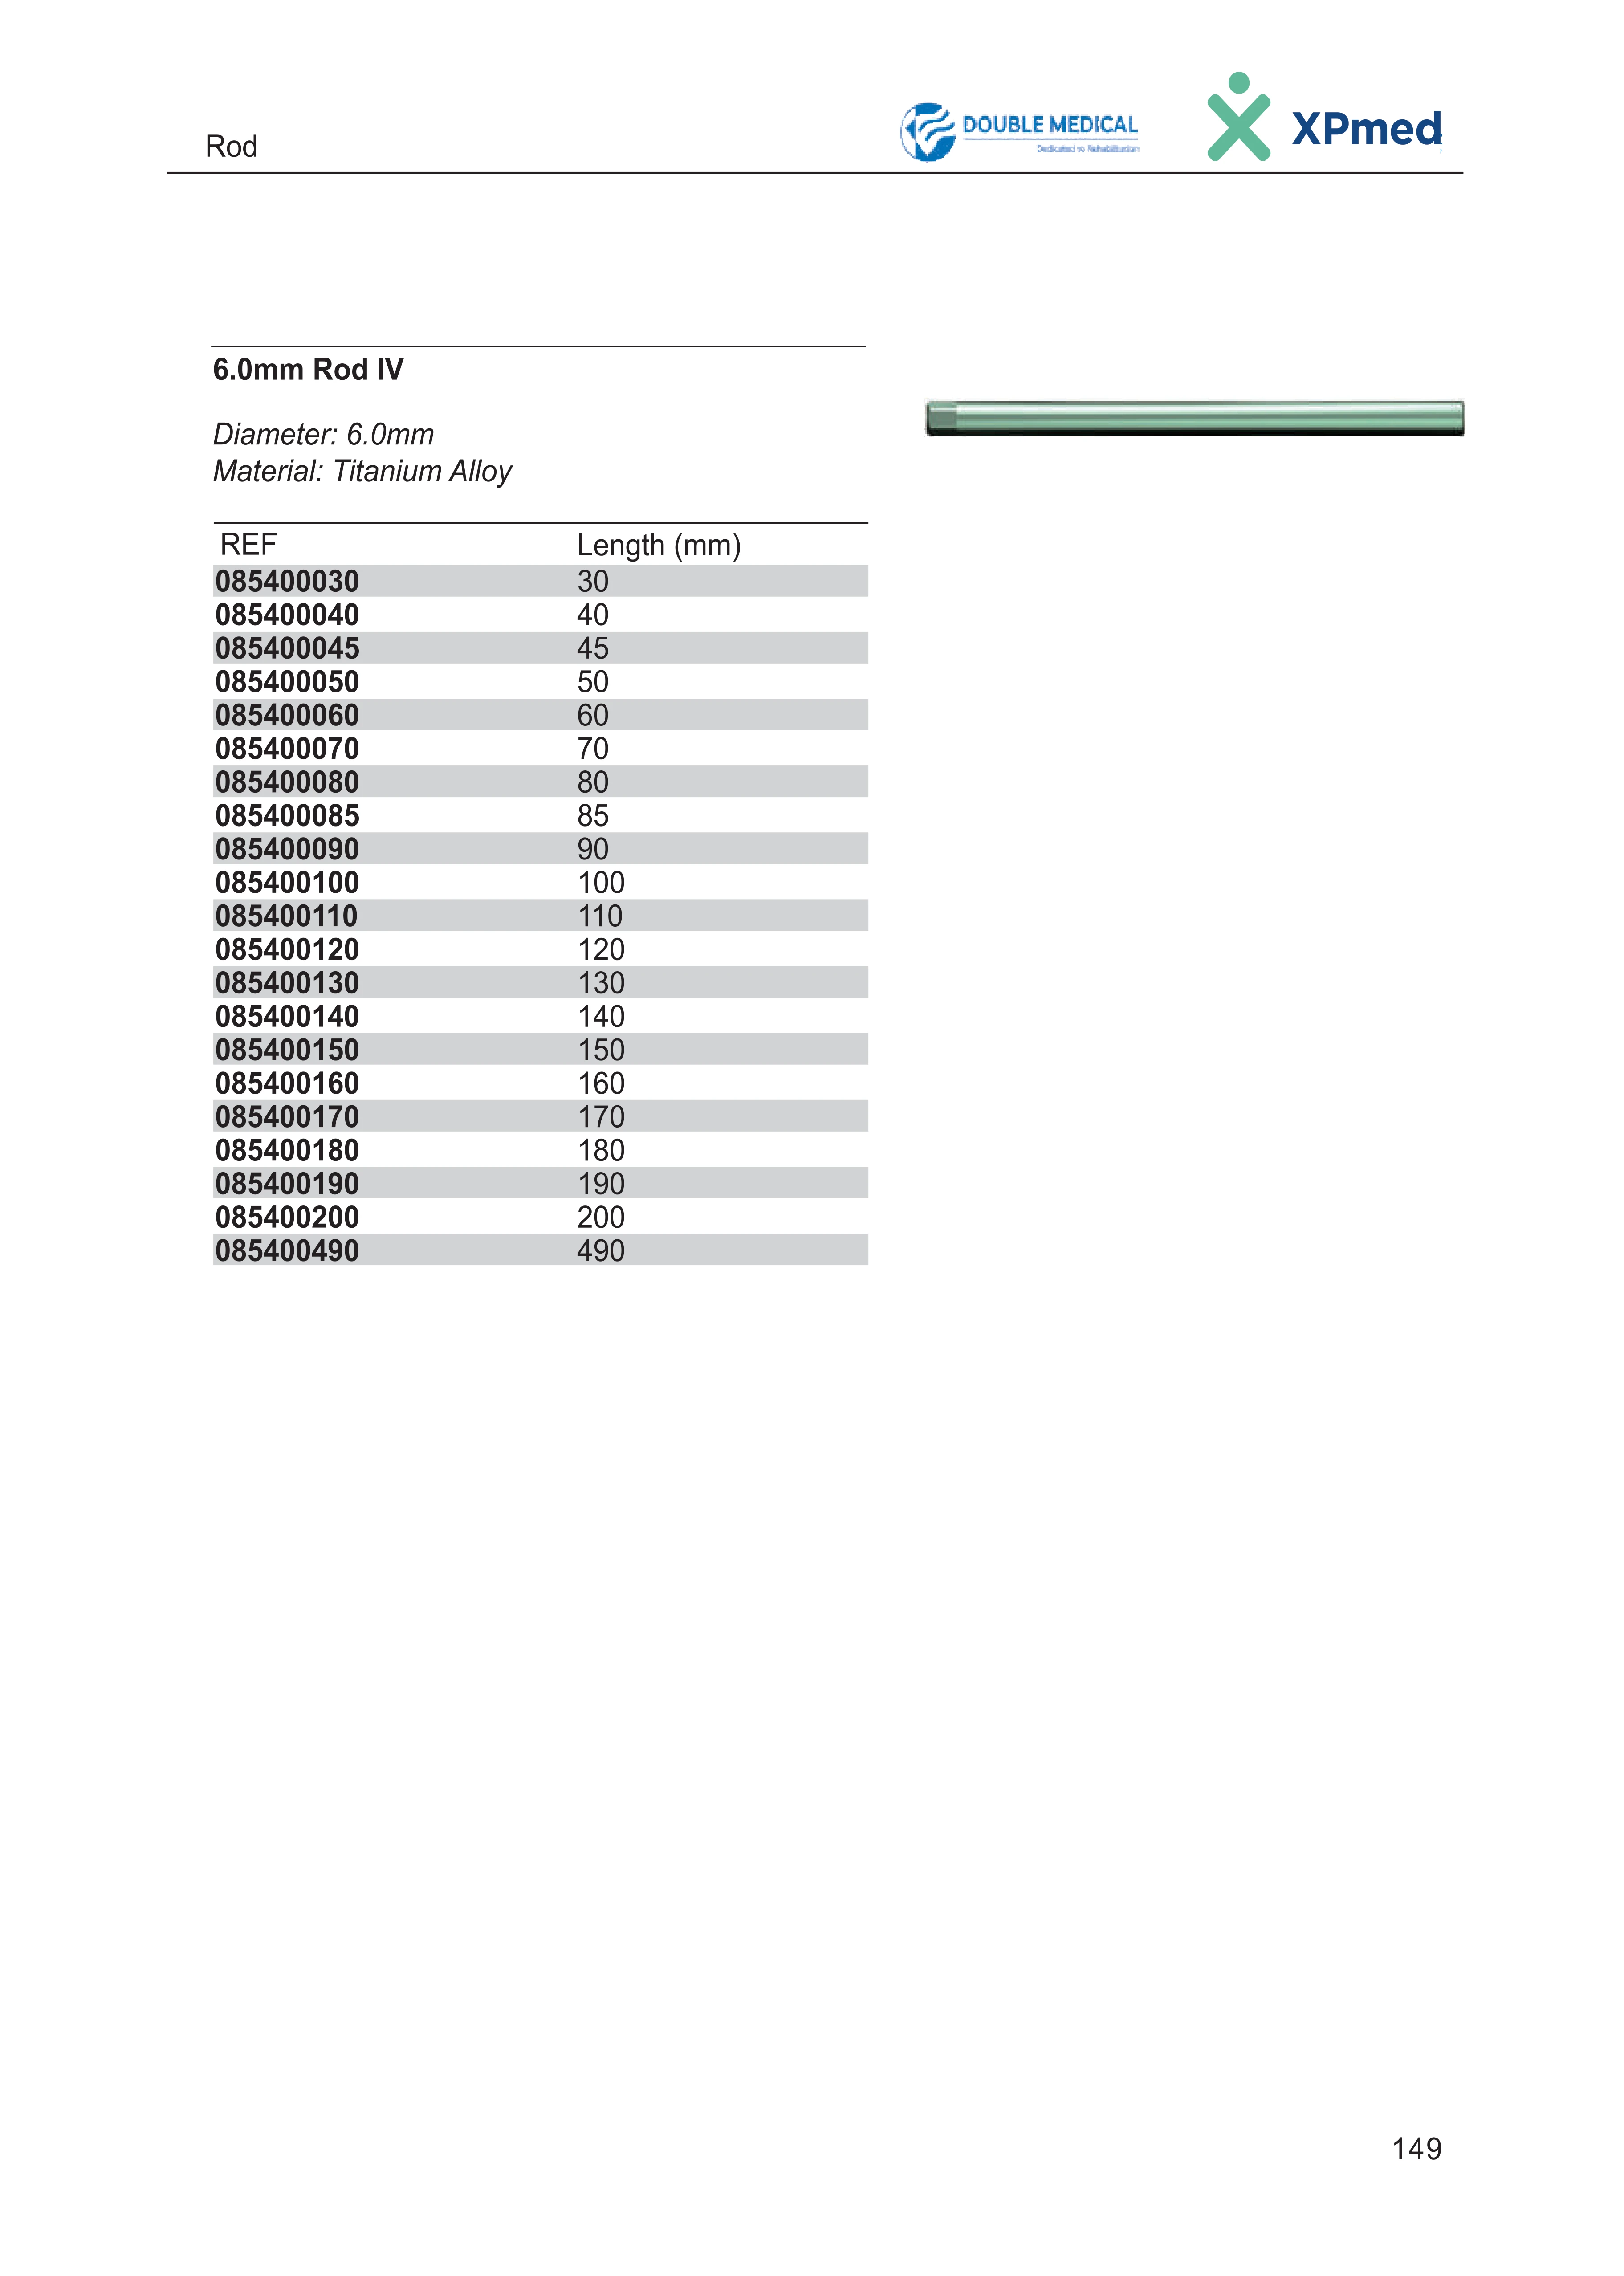 Rod
DOUBLE MEDICAL
Dedicated to Rehabilitation
XPmed
6.0mm Rod IV
Diameter: 6.0mm
Material: Titanium Alloy
REF Length (mm)
085400030 30
085400040 40
085400045 45
085400050 50
085400060 60
085400070 70
085400080 80
085400085 85
085400090 90
085400100 100
085400110 110
085400120 120
085400130 130
085400140 140
085400150 150
085400160 160
085400170 170
085400180 180
085400190 190
085400200 200
085400490 490
149